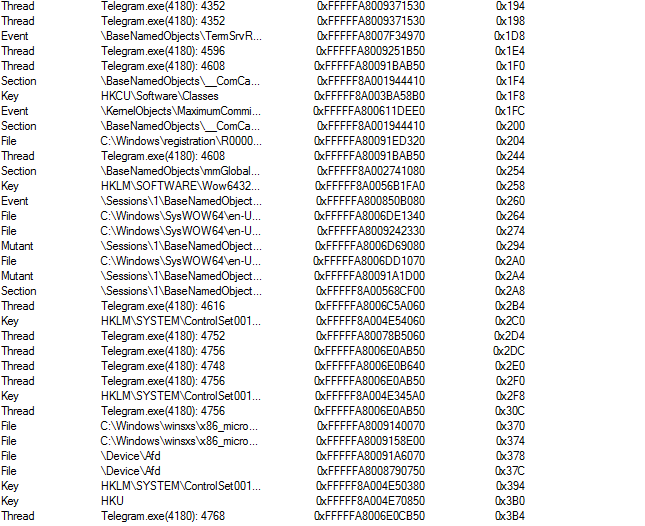 Thread Telegram.exe(4180): 4352 0xFFFFFA8009371530 0x194
Thread Telegram.exe(4180): 4352 0xFFFFFA8009371530 0x198
Event \BaseNamedObjects\TermSrvR... 0xFFFFFA8007F34970 0x1D8
Thread Telegram.exe(4180): 4596 0xFFFFFA8009251B50 0x1E4
Thread Telegram.exe(4180): 4608 0xFFFFFA80091BAB50 0x1F0
Section \BaseNamedObjects\__ComCa... 0xFFFFF8A001944410 0x1F4
Key HKCU\Software\Classes 0xFFFFF8A003BA58B0 0x1F8
Event \KernelObjects\MaximumCommi... 0xFFFFFA800611DEE0 0x1FC
Section \BaseNamedObjects\__ComCa... 0xFFFFF8A001944410 0x200
File C:\Windows\registration\R0000... 0xFFFFFA80091ED320 0x204
Thread Telegram.exe(4180): 4608 0xFFFFFA80091BAB50 0x244
Section \BaseNamedObjects\mmGlobal... 0xFFFFF8A002741080 0x254
Key HKLM\SOFTWARE\Wow6432... 0xFFFFF8A0056B1FA0 0x258
Event \Sessions\1\BaseNamedObject... 0xFFFFFA800850B080 0x260
File C:\Windows\SysWOW64\en-U... 0xFFFFFA8006DE1340 0x264
File C:\Windows\SysWOW64\en-U... 0xFFFFFA8009242330 0x274
Mutant \Sessions\1\BaseNamedObject... 0xFFFFFA8006D69080 0x294
File C:\Windows\SysWOW64\en-U... 0xFFFFFA8006DD1070 0x2A0
Mutant \Sessions\1\BaseNamedObject... 0xFFFFFA80091A1D00 0x2A4
Section \Sessions\1\BaseNamedObject... 0xFFFFF8A00568CF00 0x2A8
Thread Telegram.exe(4180): 4616 0xFFFFFA8006C5A060 0x2B4
Key HKLM\SYSTEM\ControlSet001... 0xFFFFF8A004E54060 0x2C0
Thread Telegram.exe(4180): 4752 0xFFFFFA80078B5060 0x2D4
Thread Telegram.exe(4180): 4756 0xFFFFFA8006E0AB50 0x2DC
Thread Telegram.exe(4180): 4748 0xFFFFFA8006E0B640 0x2E0
Thread Telegram.exe(4180): 4756 0xFFFFFA8006E0AB50 0x2F0
Key HKLM\SYSTEM\ControlSet001... 0xFFFFF8A004E345A0 0x2F8
Thread Telegram.exe(4180): 4756 0xFFFFFA8006E0AB50 0x30C
File C:\Windows\winsxs\x86_micro... 0xFFFFFA8009140070 0x370
File C:\Windows\winsxs\x86_micro... 0xFFFFFA8009158E00 0x374
File \Device\Afd 0xFFFFFA80091A6070 0x378
File \Device\Afd 0xFFFFFA8008790750 0x37C
Key HKLM\SYSTEM\ControlSet001... 0xFFFFF8A004E50380 0x394
Key HKU 0xFFFFF8A004E70850 0x3B0
Thread Telegram.exe(4180): 4768 0xFFFFFA8006E0CB50 0x3B4